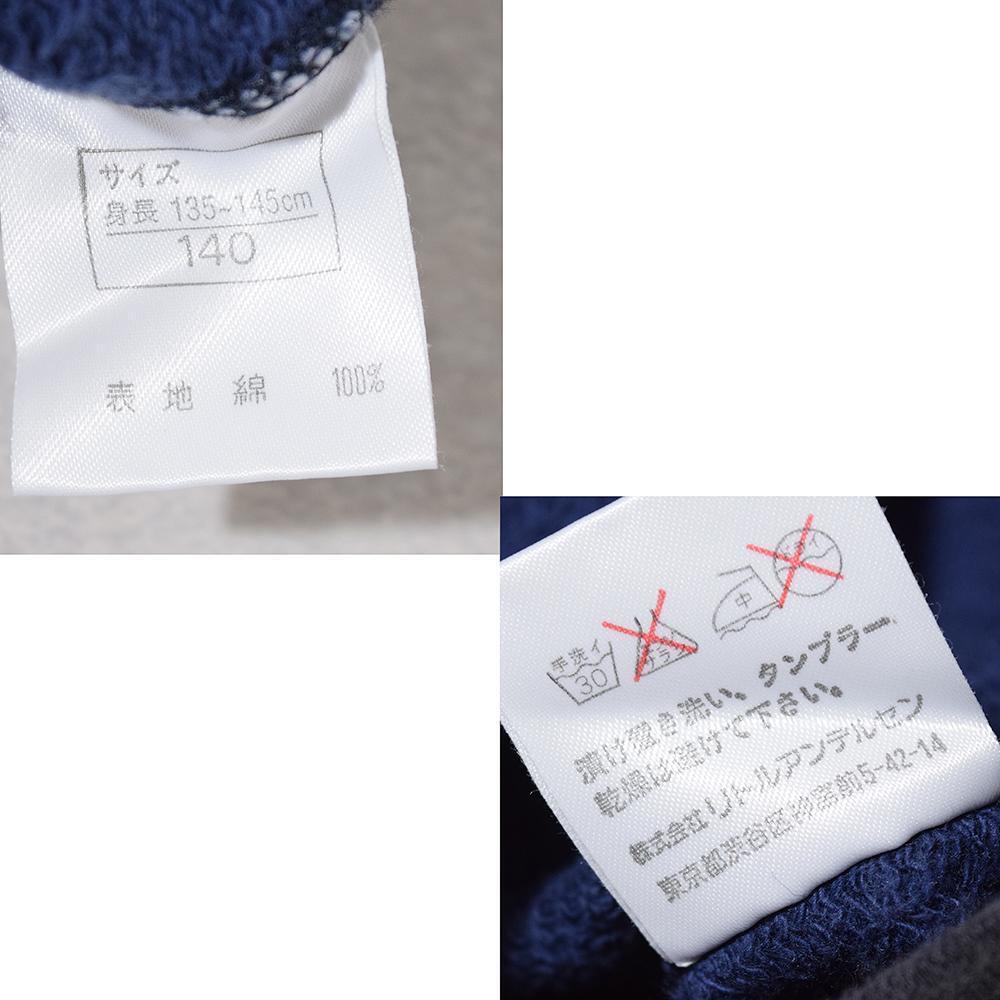 サイズ
身長 135~145cm
140
表地 綿 100%
手洗イ
30
中
漬け置き洗い、タンブラー
乾燥は避けて下さい。
株式会社リトルアンデルセン
東京都渋谷区神宮前5-42-14